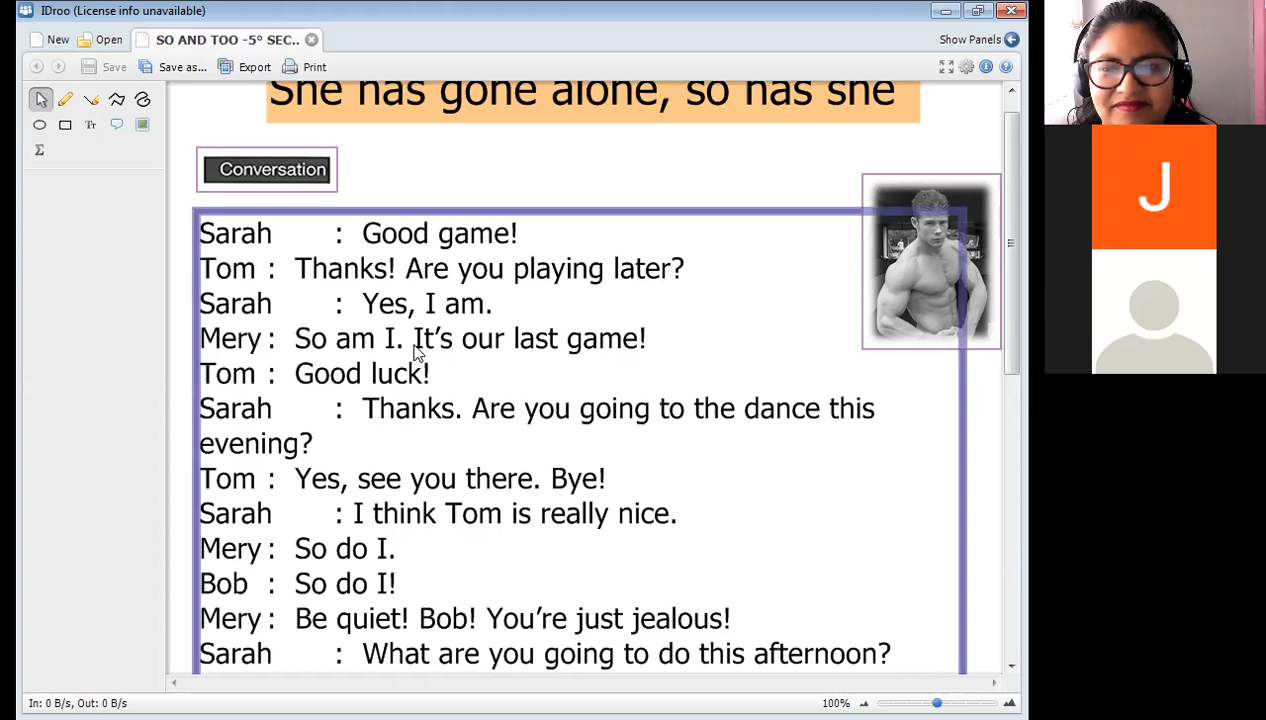 IDroo (License info unavailable)
New Open SO AND TOO -5° SEC.. Show Panels
Save Save as... Export Print
Tr
Σ
She has gone alone, so has she
Conversation
Sarah : Good game!
Tom : Thanks! Are you playing later?
Sarah : Yes, I am.
Mery : So am I. It’s our last game!
Tom : Good luck!
Sarah : Thanks. Are you going to the dance this
evening?
Tom : Yes, see you there. Bye!
Sarah : I think Tom is really nice.
Mery : So do I.
Bob : So do I!
Mery : Be quiet! Bob! You’re just jealous!
Sarah : What are you going to do this afternoon?
In: 0 B/s, Out: 0 B/s 100%
J